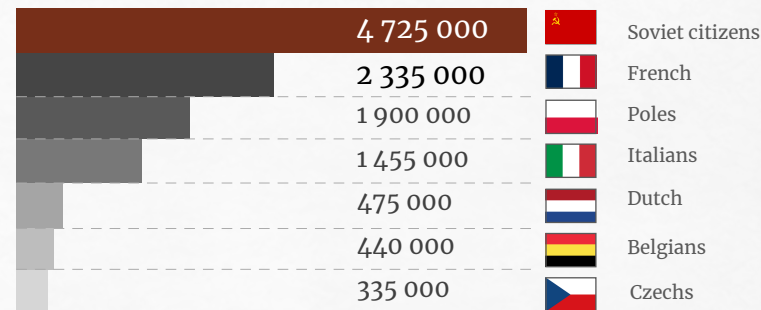 4 725 000 Soviet citizens
2 335 000 French
1 900 000 Poles
1 455 000 Italians
475 000 Dutch
440 000 Belgians
335 000 Czechs